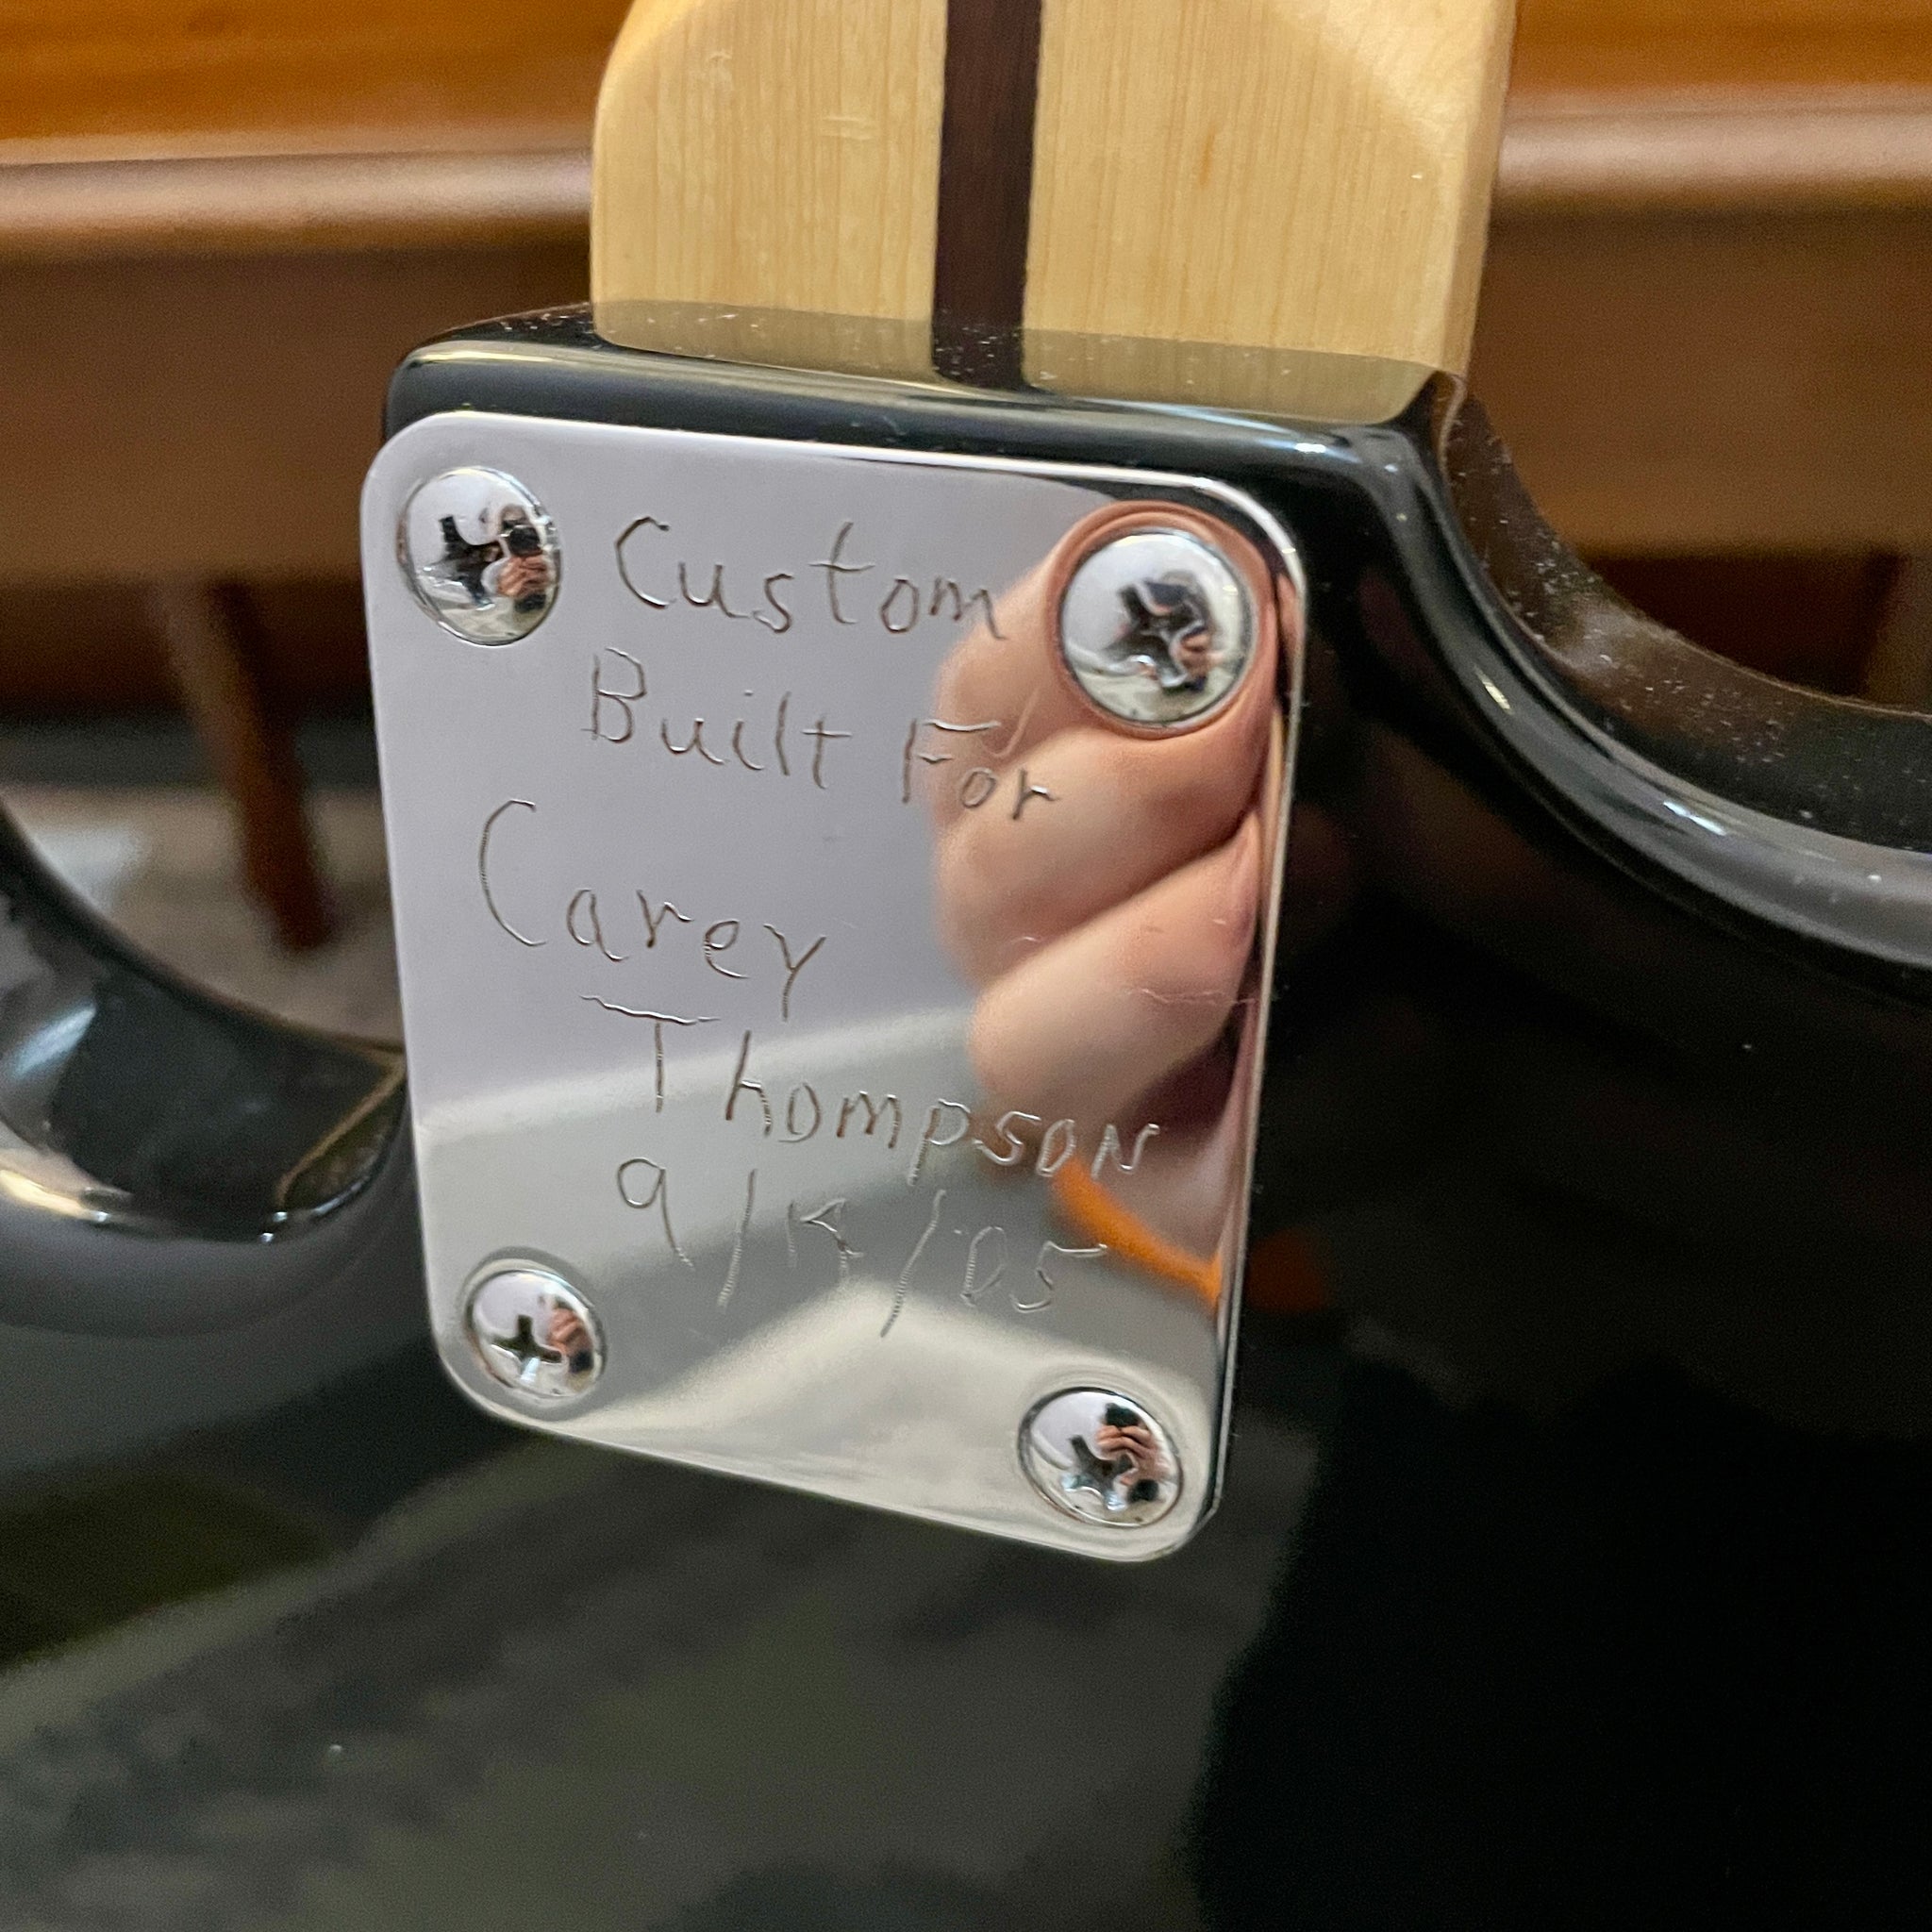 Custom
Built For
Carey
Thompson
9/15/05